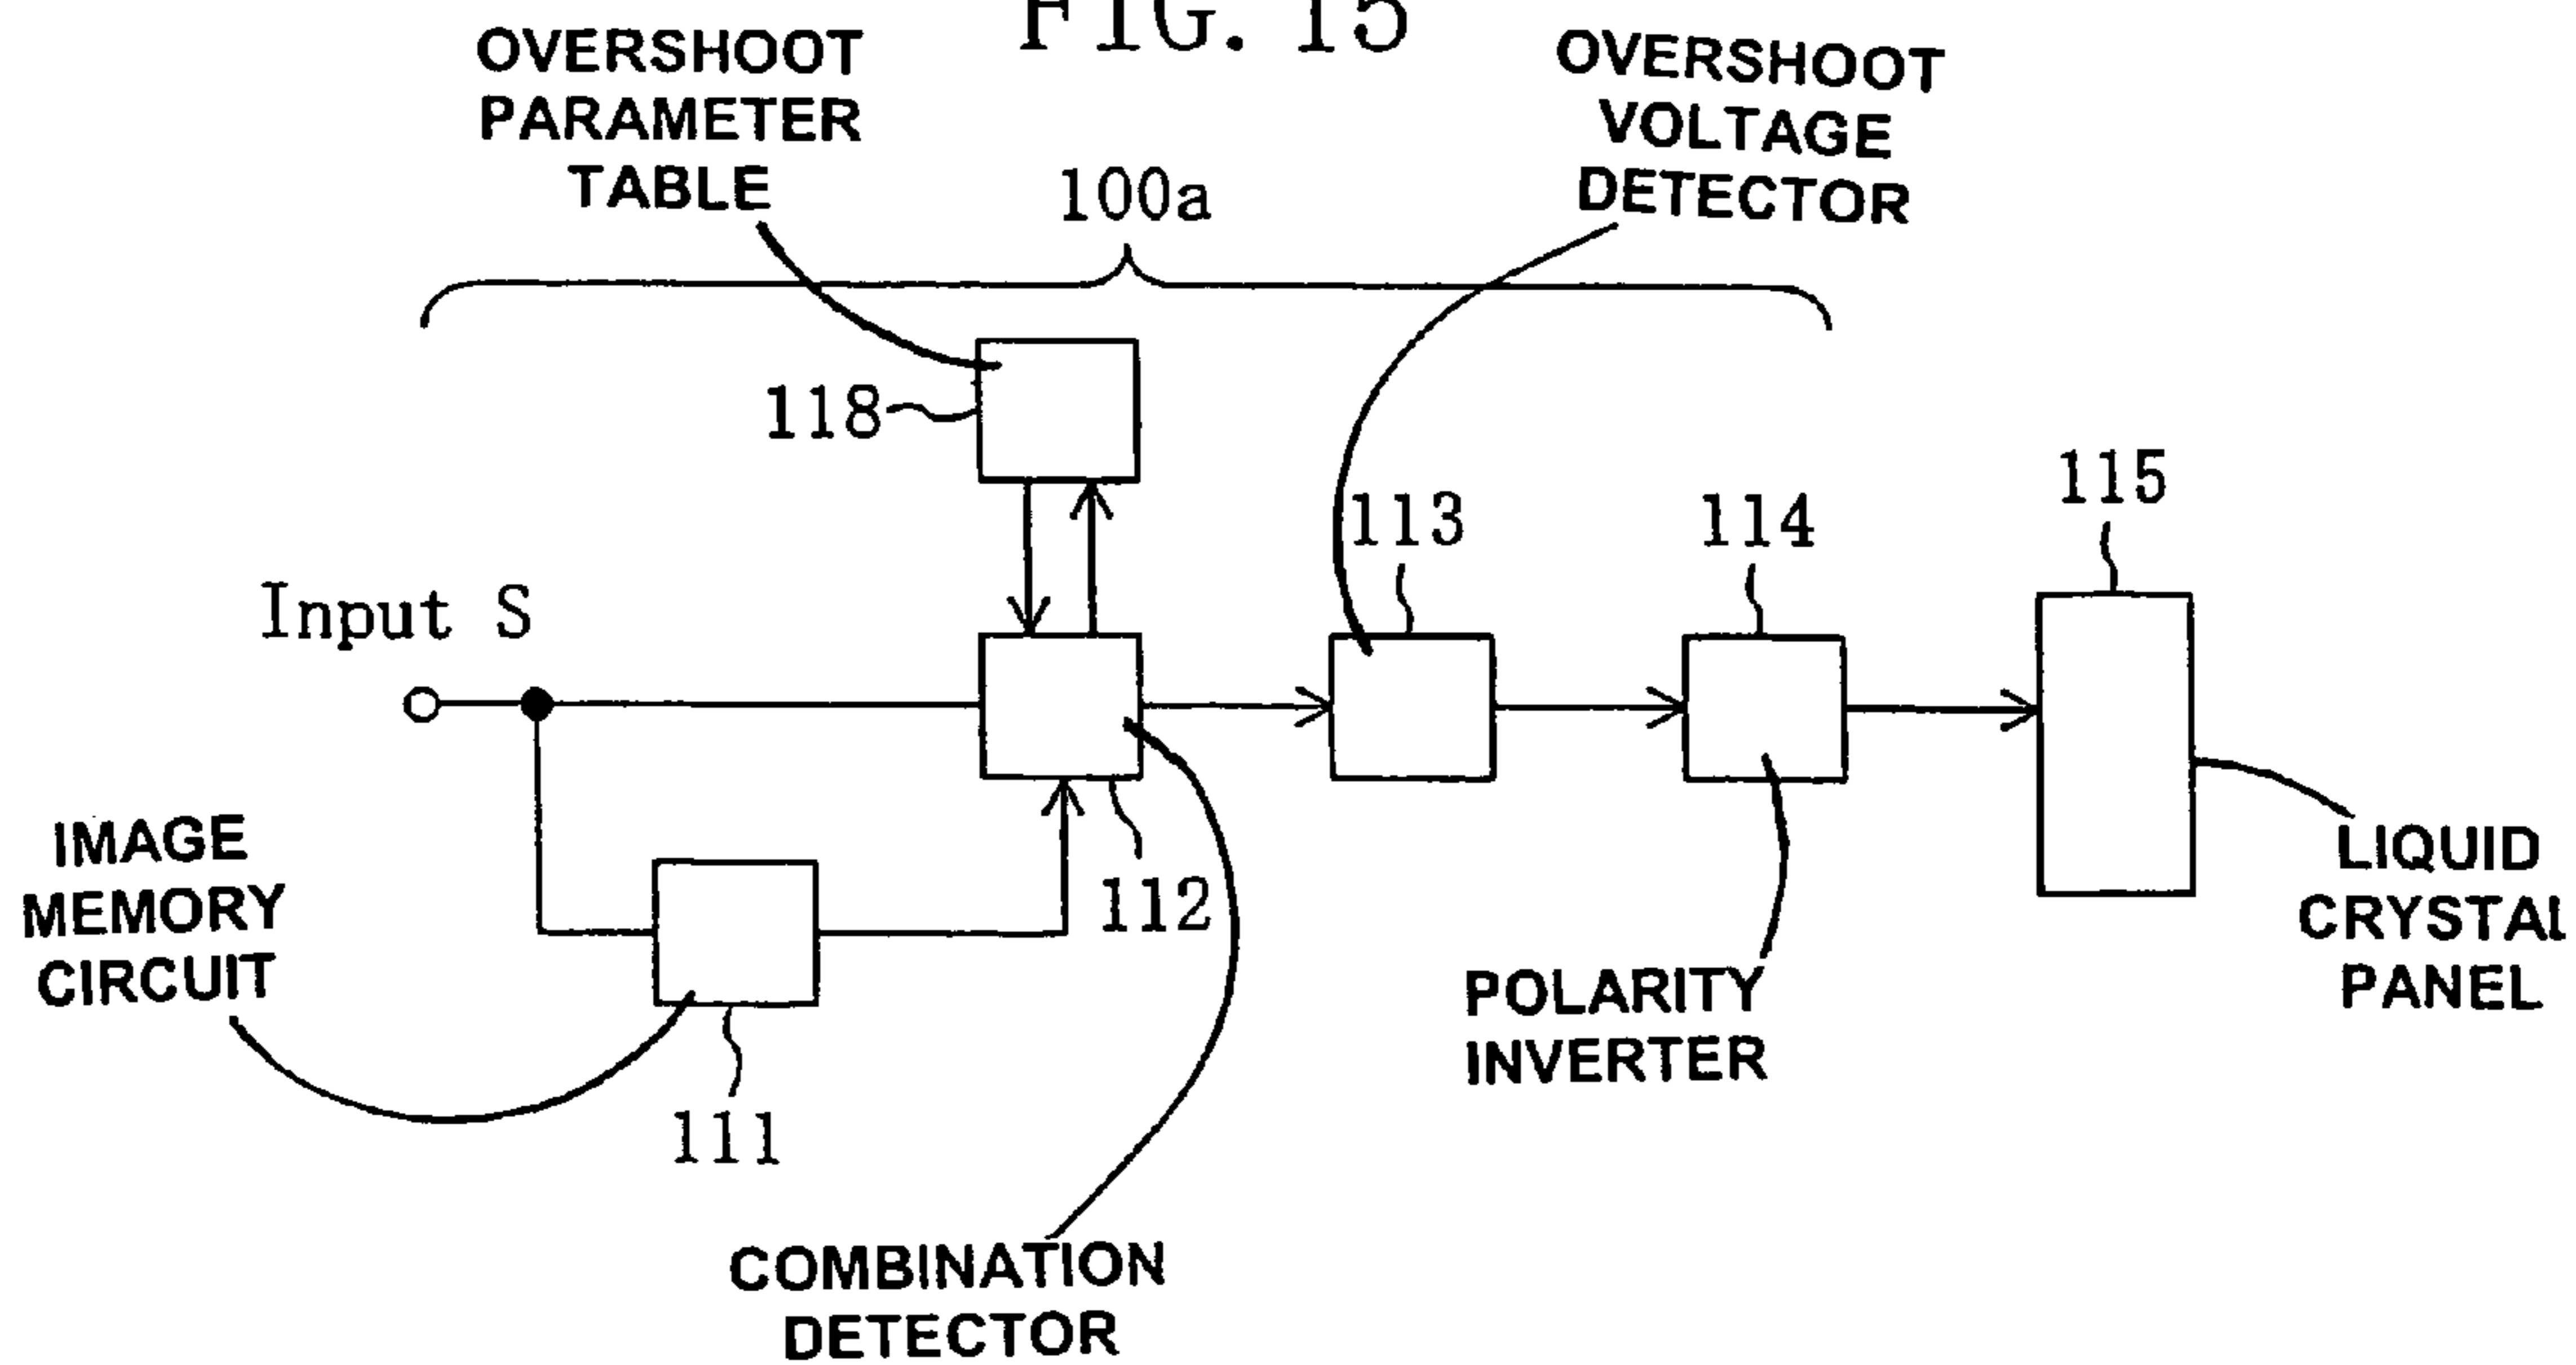 FIG. 15
OVERSHOOT
PARAMETER
TABLE
OVERSHOOT
VOLTAGE
DETECTOR
100a
118
113
114
115
Input S
112
111
IMAGE
MEMORY
CIRCUIT
COMBINATION
DETECTOR
POLARITY
INVERTER
LIQUID
CRYSTAL
PANEL